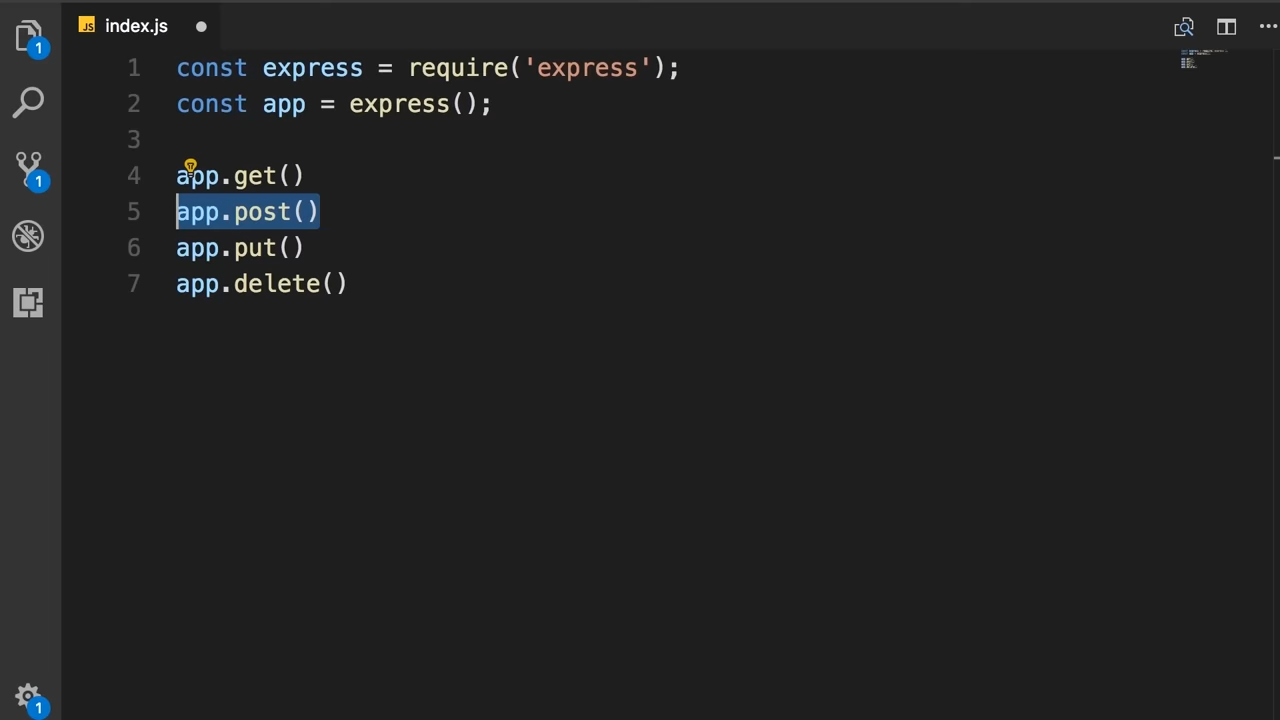 JS index.js
1
1 const express = require('express');
2 const app = express();
3
4 app.get()
1
5 app.post()
6 app.put()
7 app.delete()
1